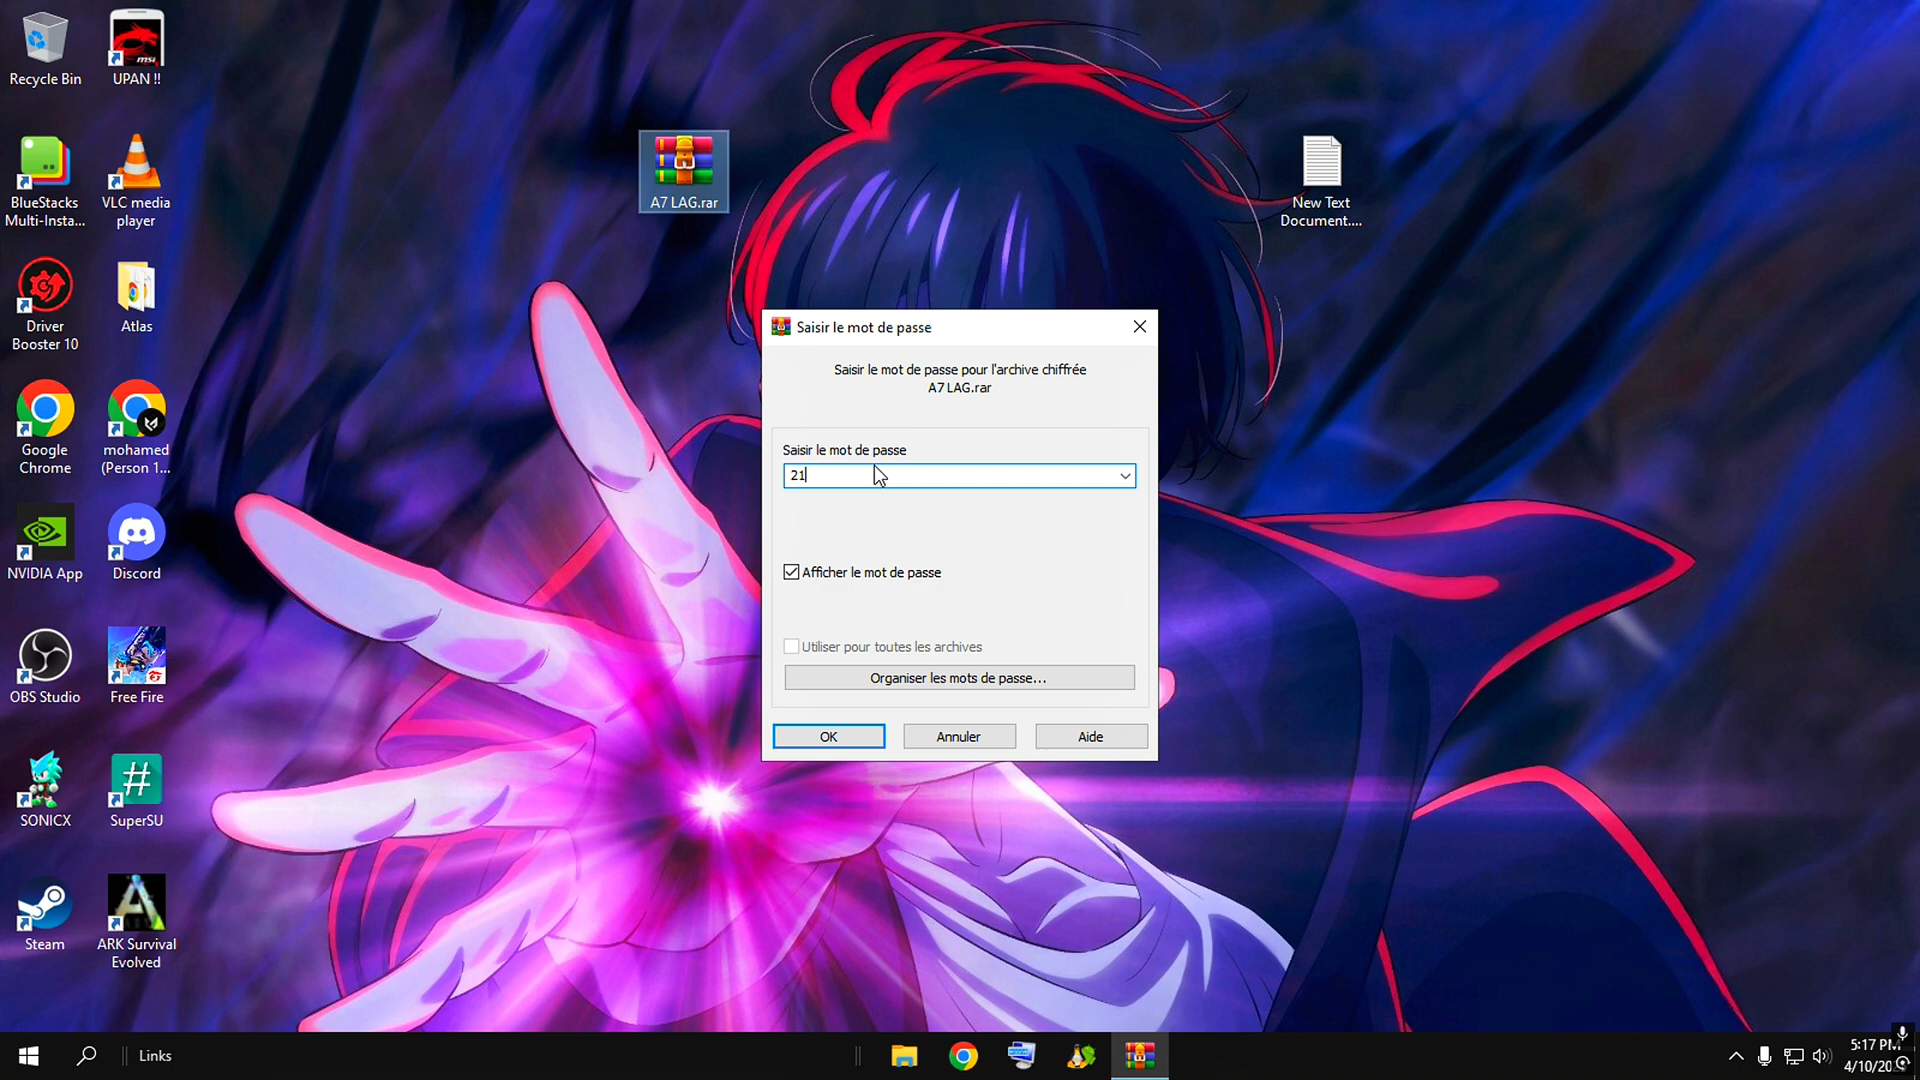 Recycle Bin
UPAN !!
BlueStacks
Multi-Insta...
VLC media
player
Driver
Booster 10
Atlas
Google
Chrome
mohamed
(Person 1...
NVIDIA App
Discord
OBS Studio
Free Fire
SONICX
SuperSU
Steam
ARK Survival
Evolved
msi
A7 LAG.rar
New Text
Document....
Saisir le mot de passe
Saisir le mot de passe pour l'archive chiffrée
A7 LAG.rar
Saisir le mot de passe
21
Afficher le mot de passe
Utiliser pour toutes les archives
Organiser les mots de passe...
OK
Annuler
Aide
Links
5:17 PM